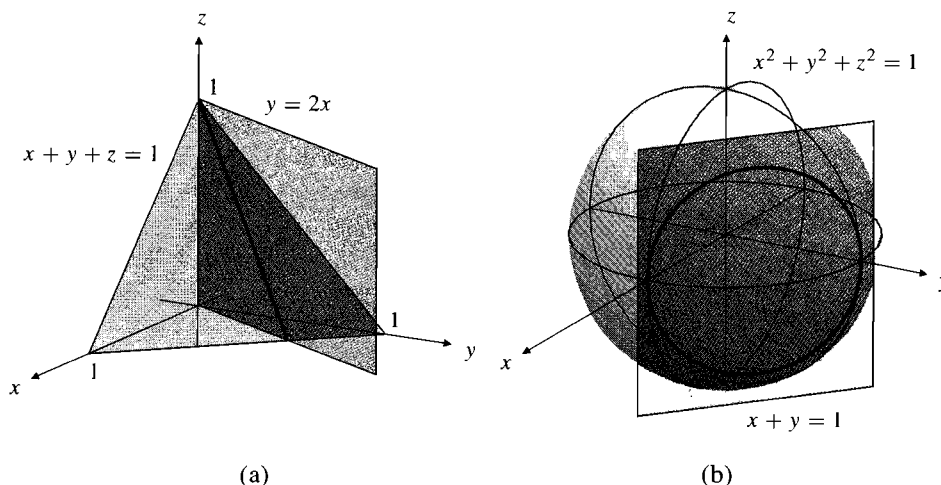 z
1
y = 2x
x + y + z = 1
1
y
x
1
(a)
z
x² + y² + z² = 1
x
x + y = 1
(b)